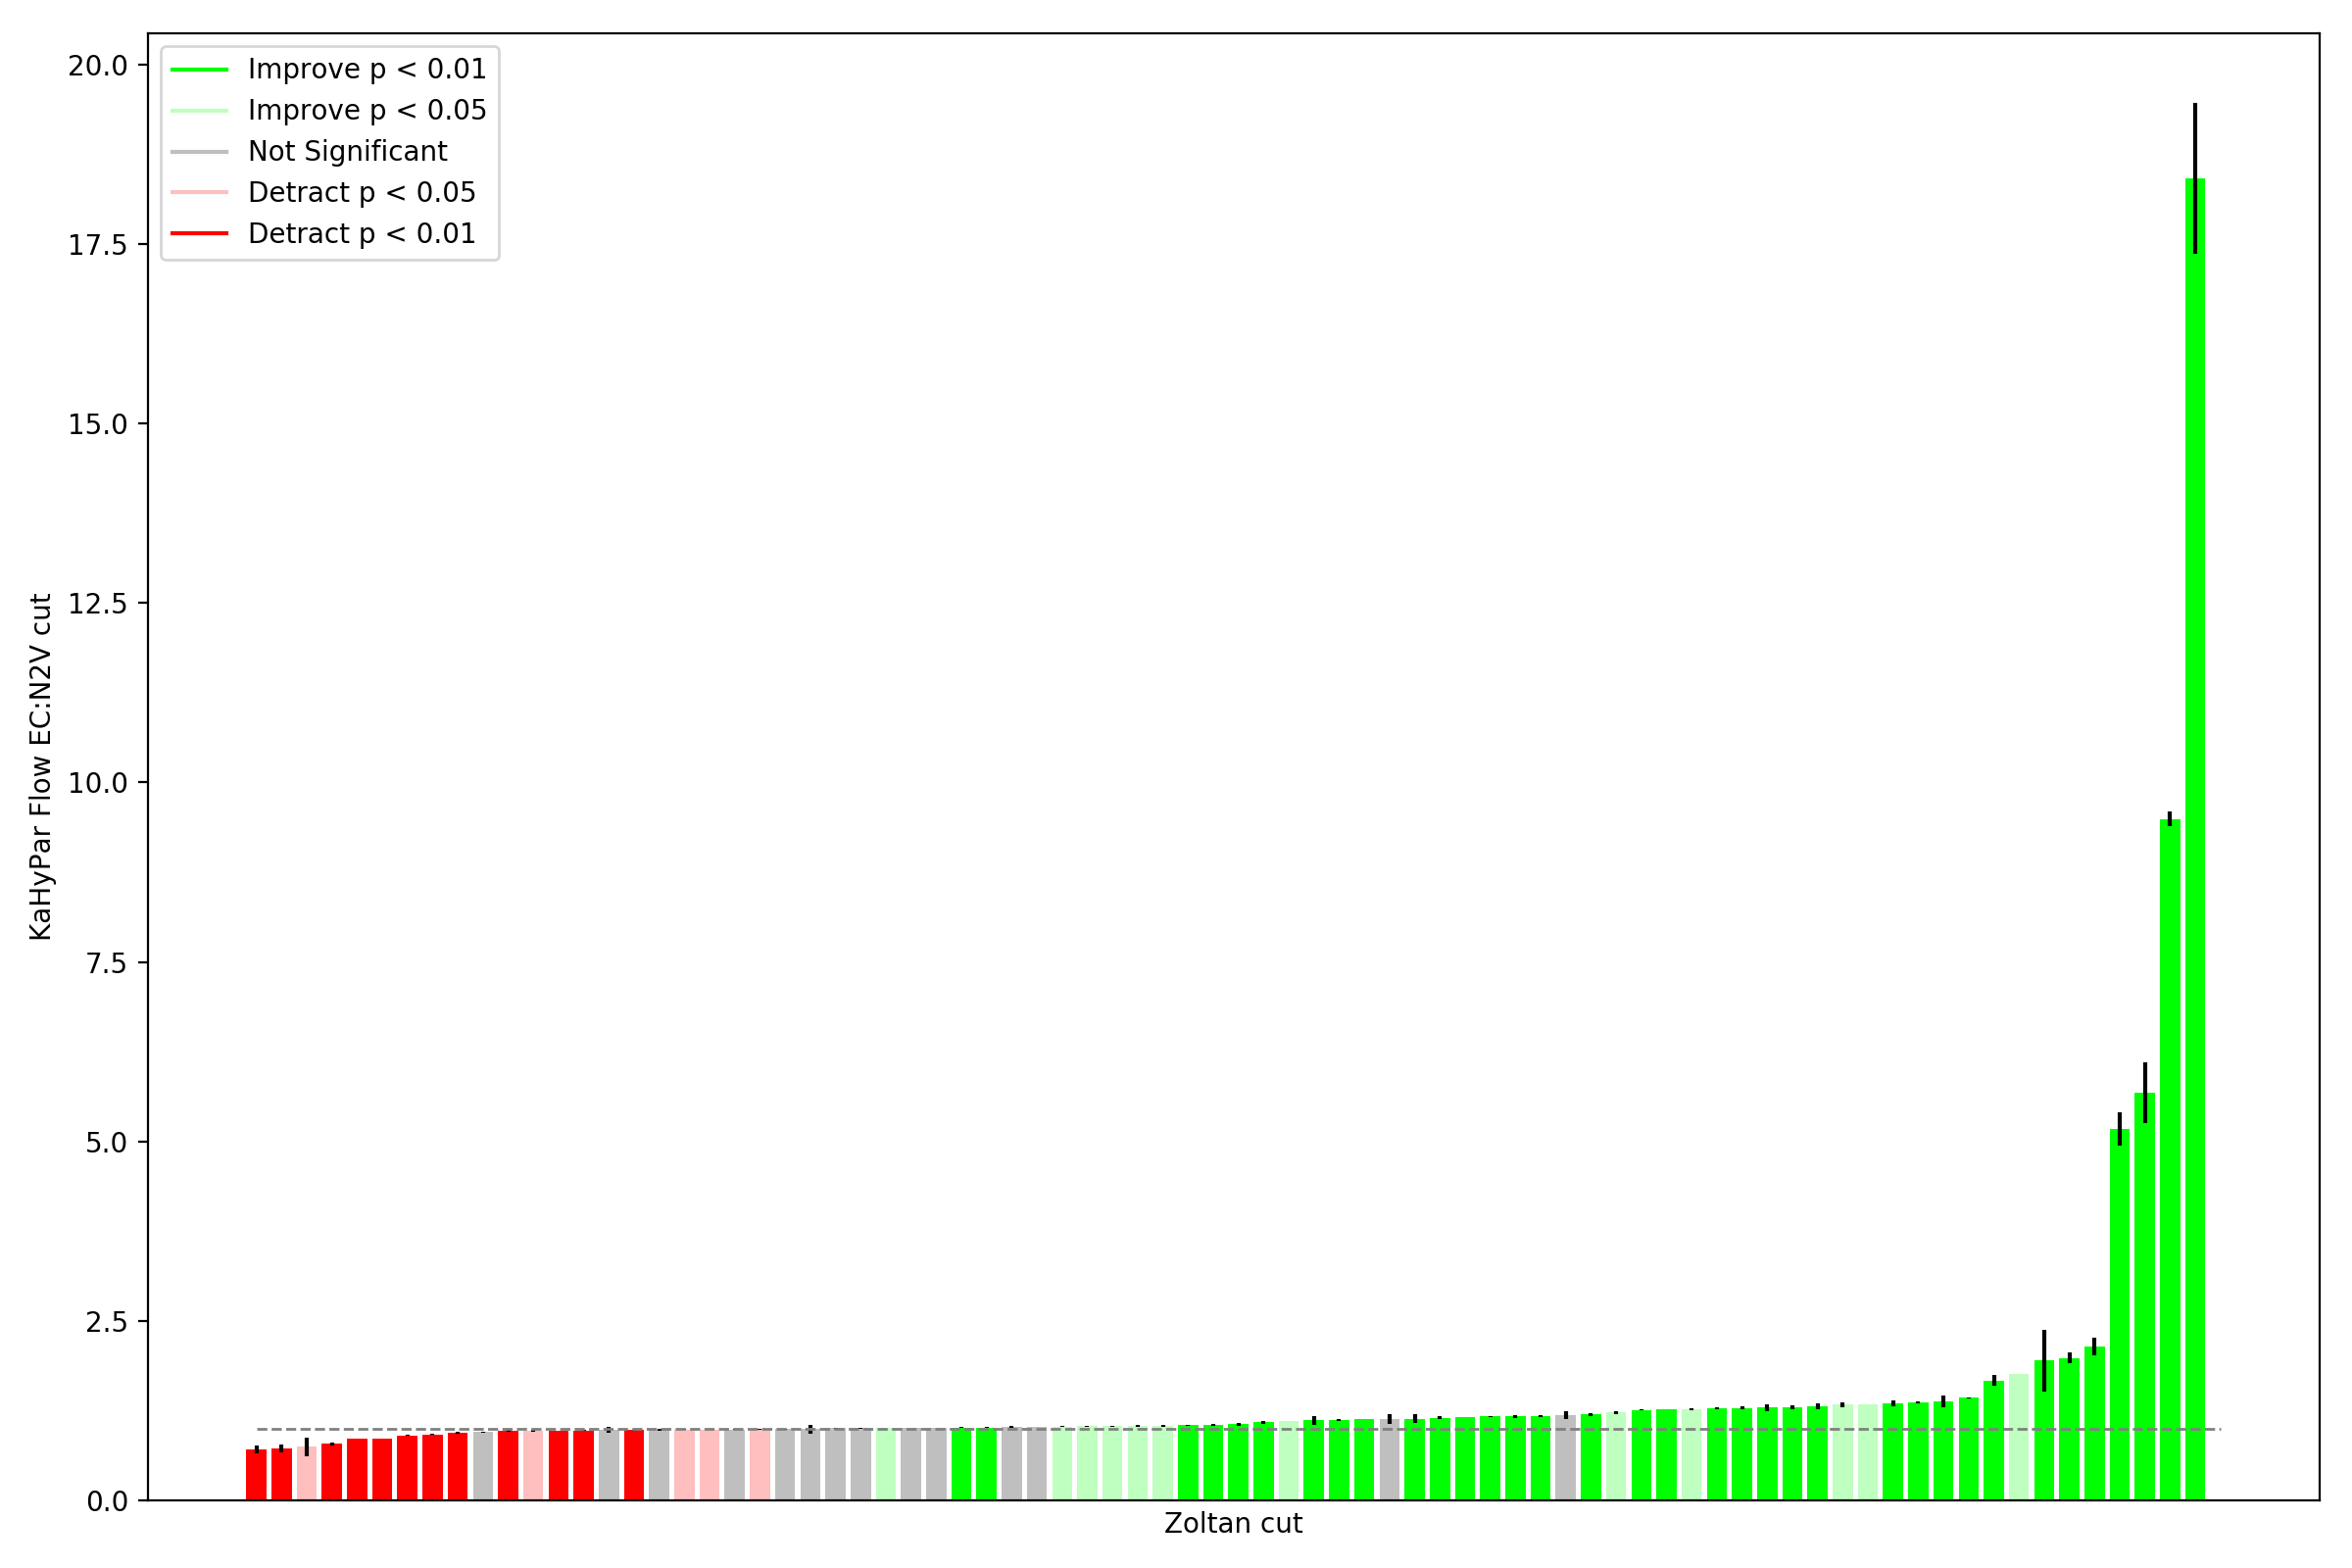 Improve p < 0.01
Improve p < 0.05
Not Significant
Detract p < 0.05
Detract p < 0.01
20.0
17.5
15.0
12.5
10.0
7.5
5.0
2.5
0.0
KaHyPar Flow EC:N2V cut
Zoltan cut